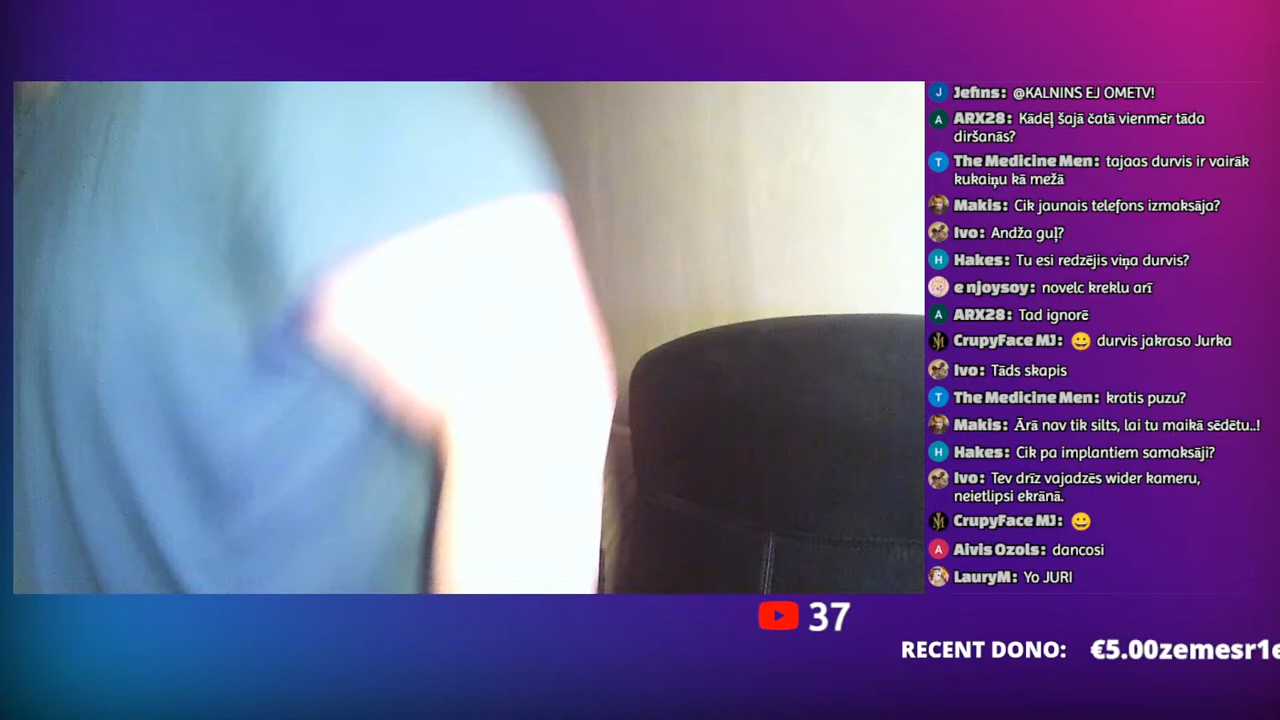 Jefins: @KALNINS EJ OMETV!
ARX28: Kādēļ šajā čatā vienmēr tāda
diršanās?
The Medicine Men: tajaas durvis ir vairāk
kukaiņu kā mežā
Makis: Cik jaunais telefons izmaksāja?
Ivo: Andža guļ?
Hakes: Tu esi redzējis viņa durvis?
e njoysoy: novelc kreklu arī
ARX28: Tad ignorē
CrupyFace MJ: 😀 durvis jakraso Jurka
Ivo: Tāds skapis
The Medicine Men: kratis puzu?
Makis: Ārā nav tik silts, lai tu maikā sēdētu..!
Hakes: Cik pa implantiem samaksāji?
Ivo: Tev drīz vajadzēs wider kameru,
neietlipsi ekrānā.
CrupyFace MJ: 😀
Aivis Ozols: dancosi
LauryM: Yo JURI
37
RECENT DONO: €5.00zemesr1e